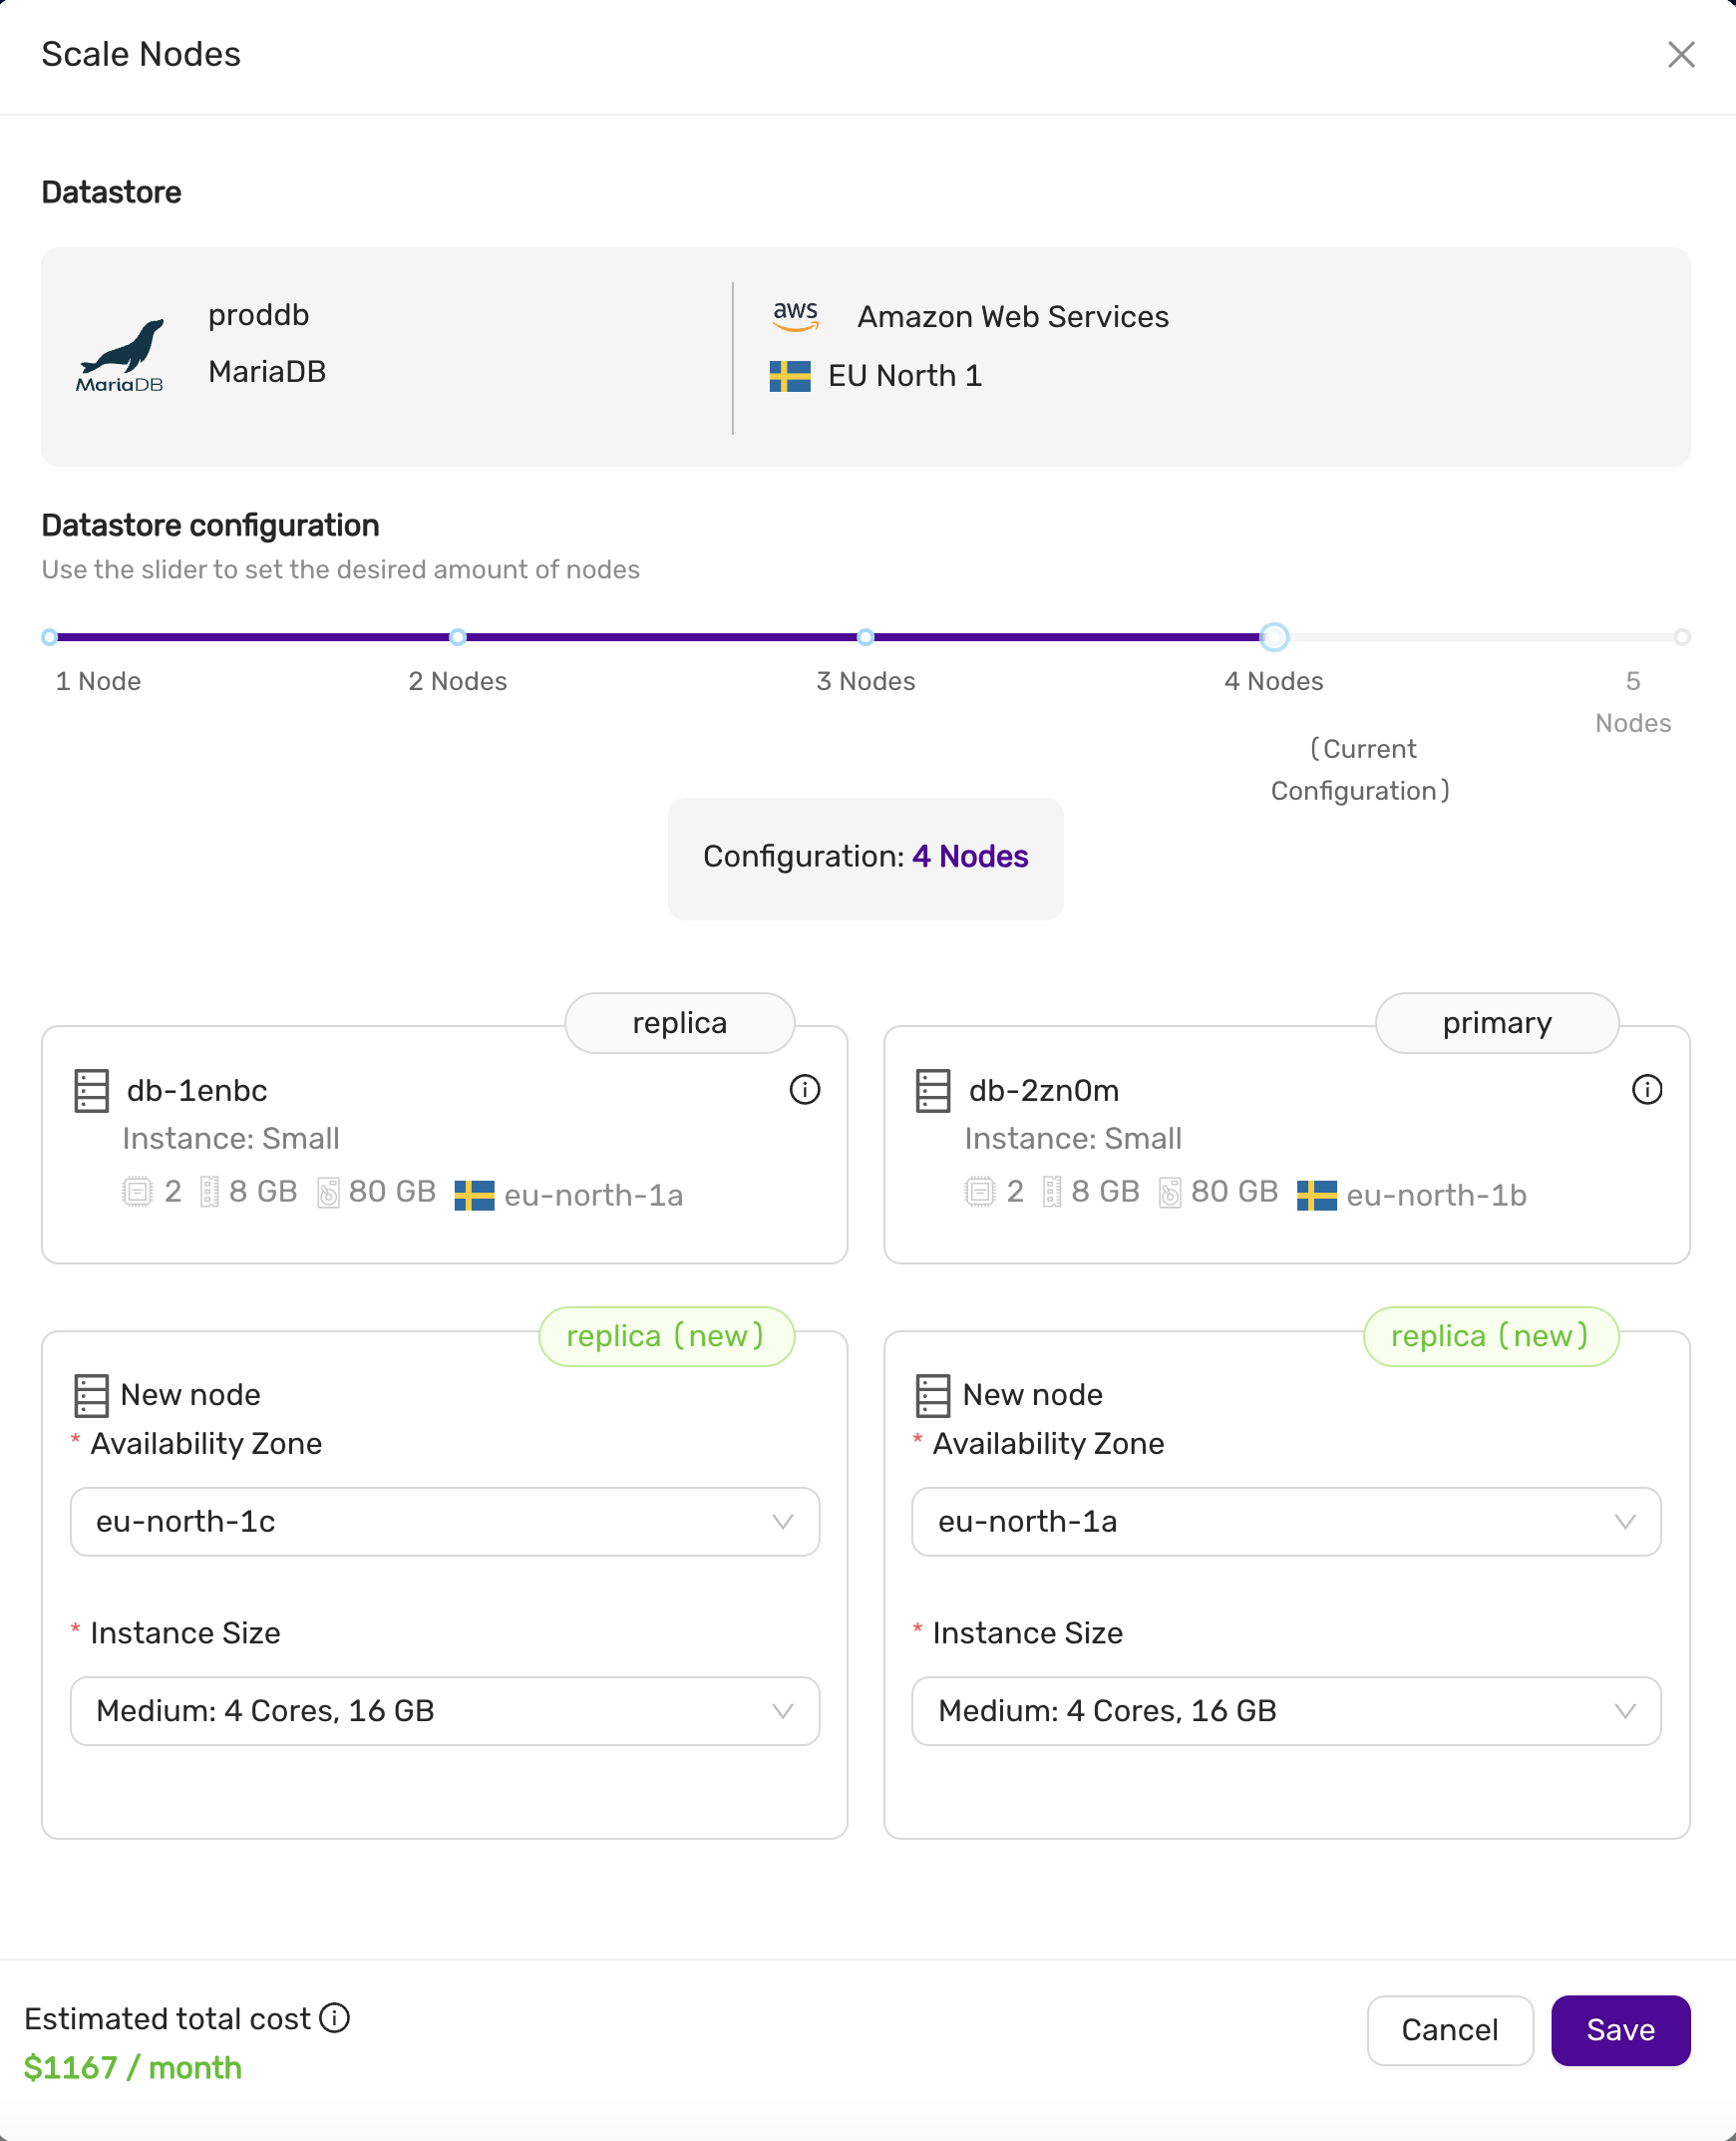 Scale Nodes
Datastore
MariaDB
proddb
MariaDB
aws
Amazon Web Services
EU North 1
Datastore configuration
Use the slider to set the desired amount of nodes
1 Node
2 Nodes
3 Nodes
4 Nodes
(Current
Configuration)
5
Nodes
Configuration: 4 Nodes
replica
db-1enbc
Instance: Small
2 8 GB 80 GB eu-north-1a
primary
db-2zn0m
Instance: Small
2 8 GB 80 GB eu-north-1b
replica (new)
New node
* Availability Zone
eu-north-1c
* Instance Size
Medium: 4 Cores, 16 GB
replica (new)
New node
* Availability Zone
eu-north-1a
* Instance Size
Medium: 4 Cores, 16 GB
Estimated total cost
$1167 / month
Cancel
Save